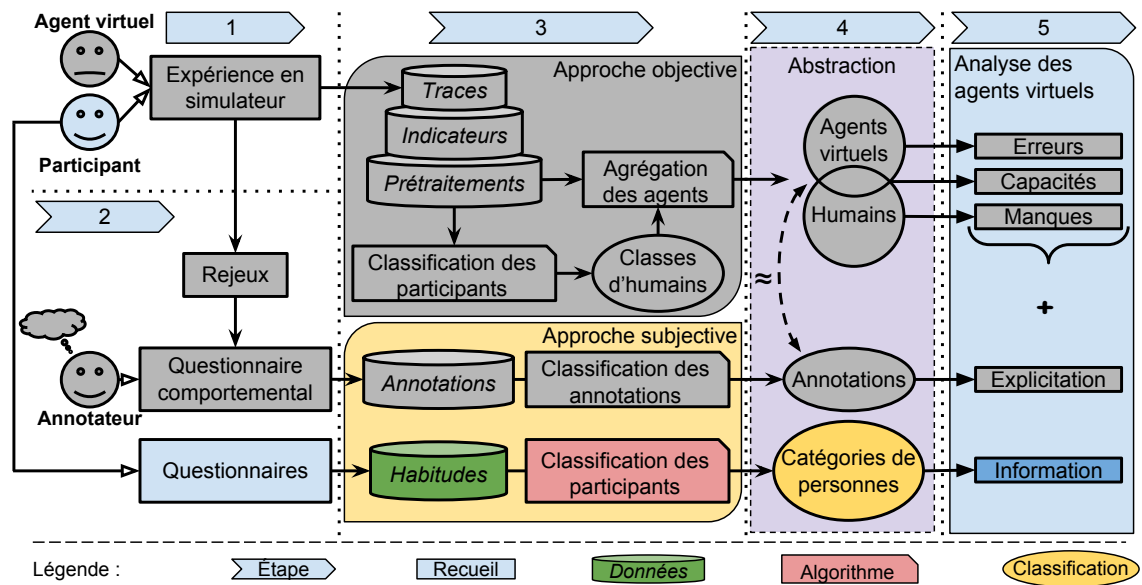 Agent virtuel
1
3
4
5
Expérience en
simulateur
Participant
2
Rejeux
Annotateur
Questionnaire
comportemental
Questionnaires
Approche objective
Traces
Indicateurs
Prétraitements
Agrégation
des agents
Classification des
participants
Classes
d'humains
Approche subjective
Annotations
Classification des
annotations
Habitudes
Classification des
participants
Abstraction
Agents
virtuels
Humains
≈
Annotations
Catégories de
personnes
Analyse des
agents virtuels
Erreurs
Capacités
Manques
+
Explicitation
Information
Légende :
Étape
Recueil
Données
Algorithme
Classification